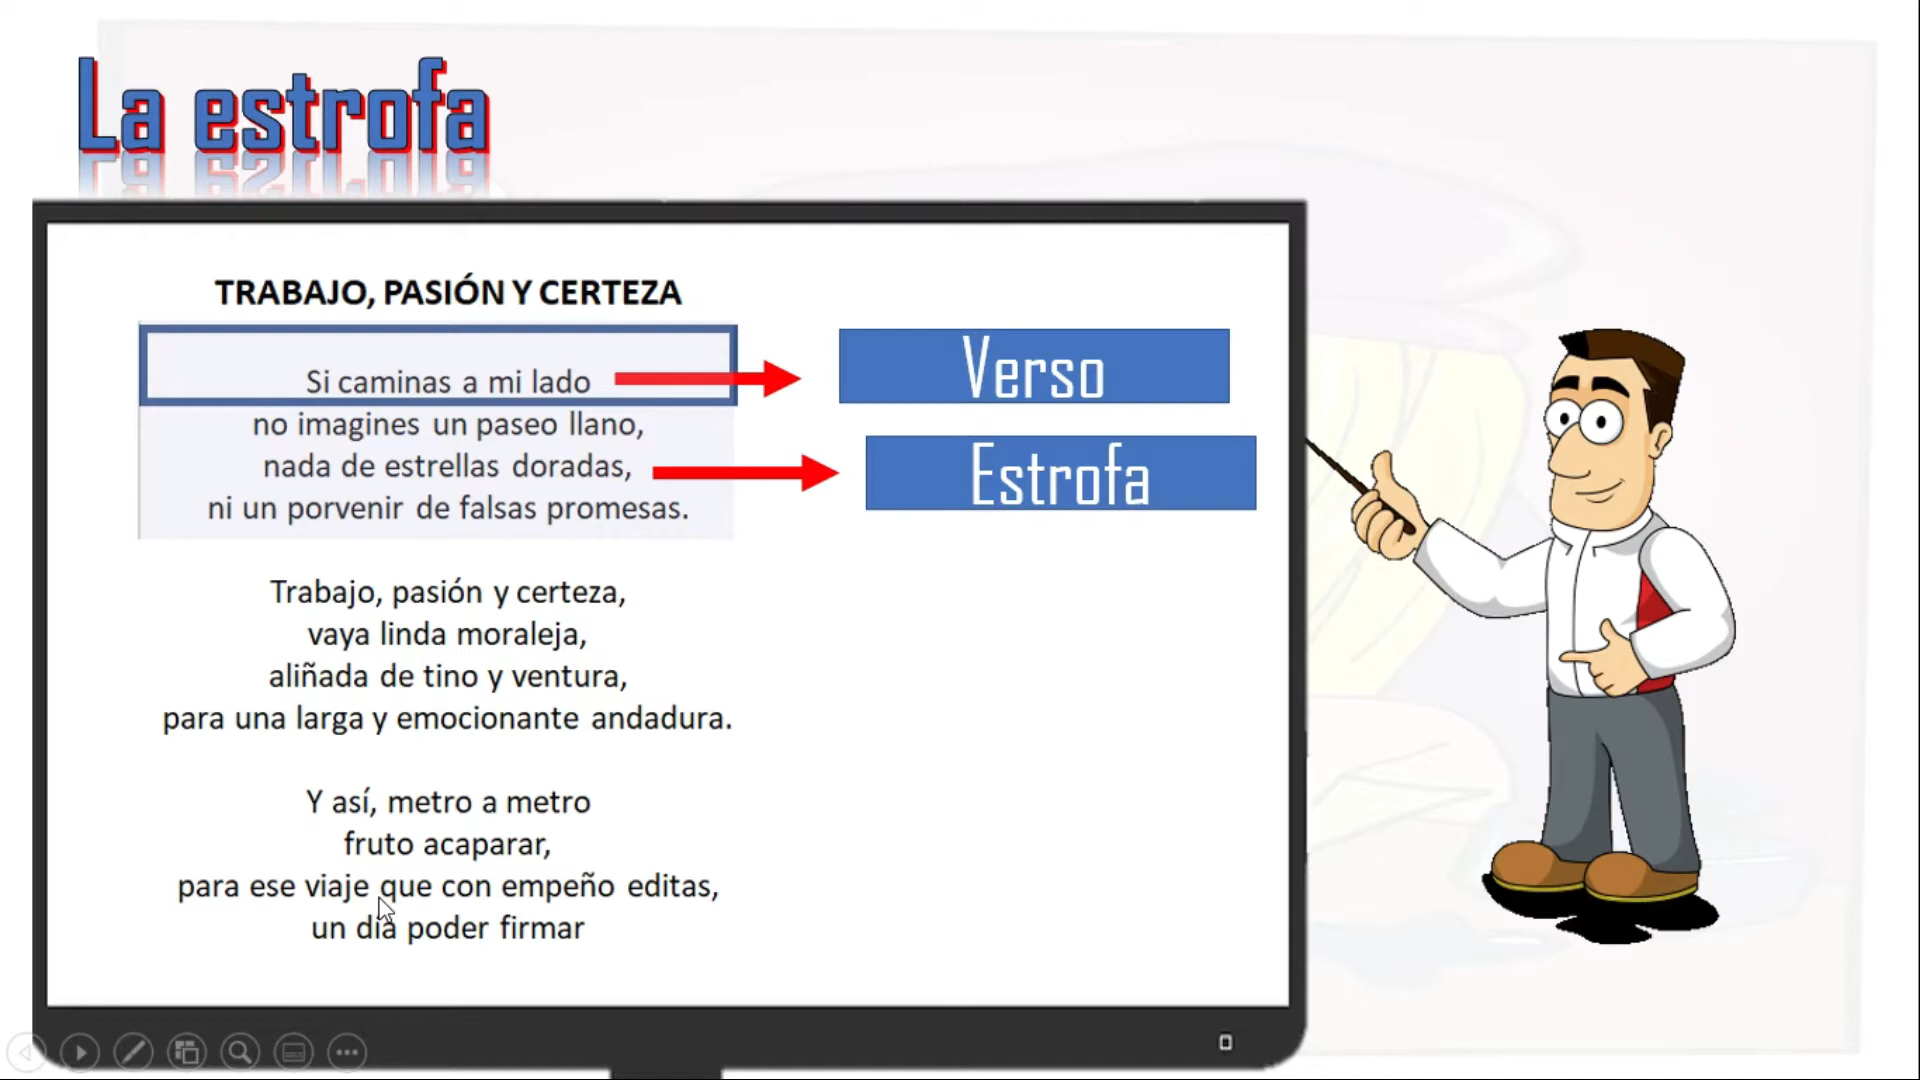 La estrofa
TRABAJO, PASIÓN Y CERTEZA
Si caminas a mi lado
no imagines un paseo llano,
nada de estrellas doradas,
ni un porvenir de falsas promesas.
Verso
Estrofa
Trabajo, pasión y certeza,
vaya linda moraleja,
aliñada de tino y ventura,
para una larga y emocionante andadura.
Y así, metro a metro
fruto acaparar,
para ese viaje que con empeño editas,
un día poder firmar